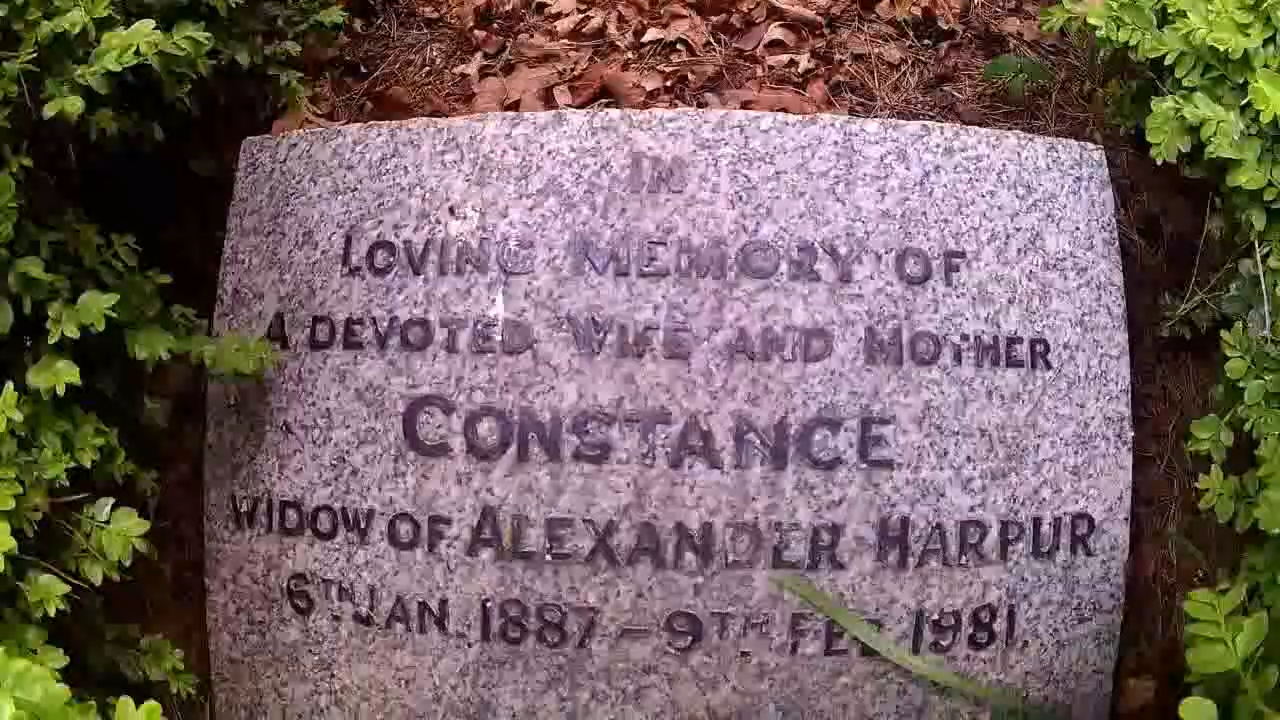 IN
LOVING MEMORY OF
A DEVOTED WIFE AND MOTHER
CONSTANCE
WIDOW OF ALEXANDER HARPUR
6TH JAN. 1887 - 9TH FEB 1981.